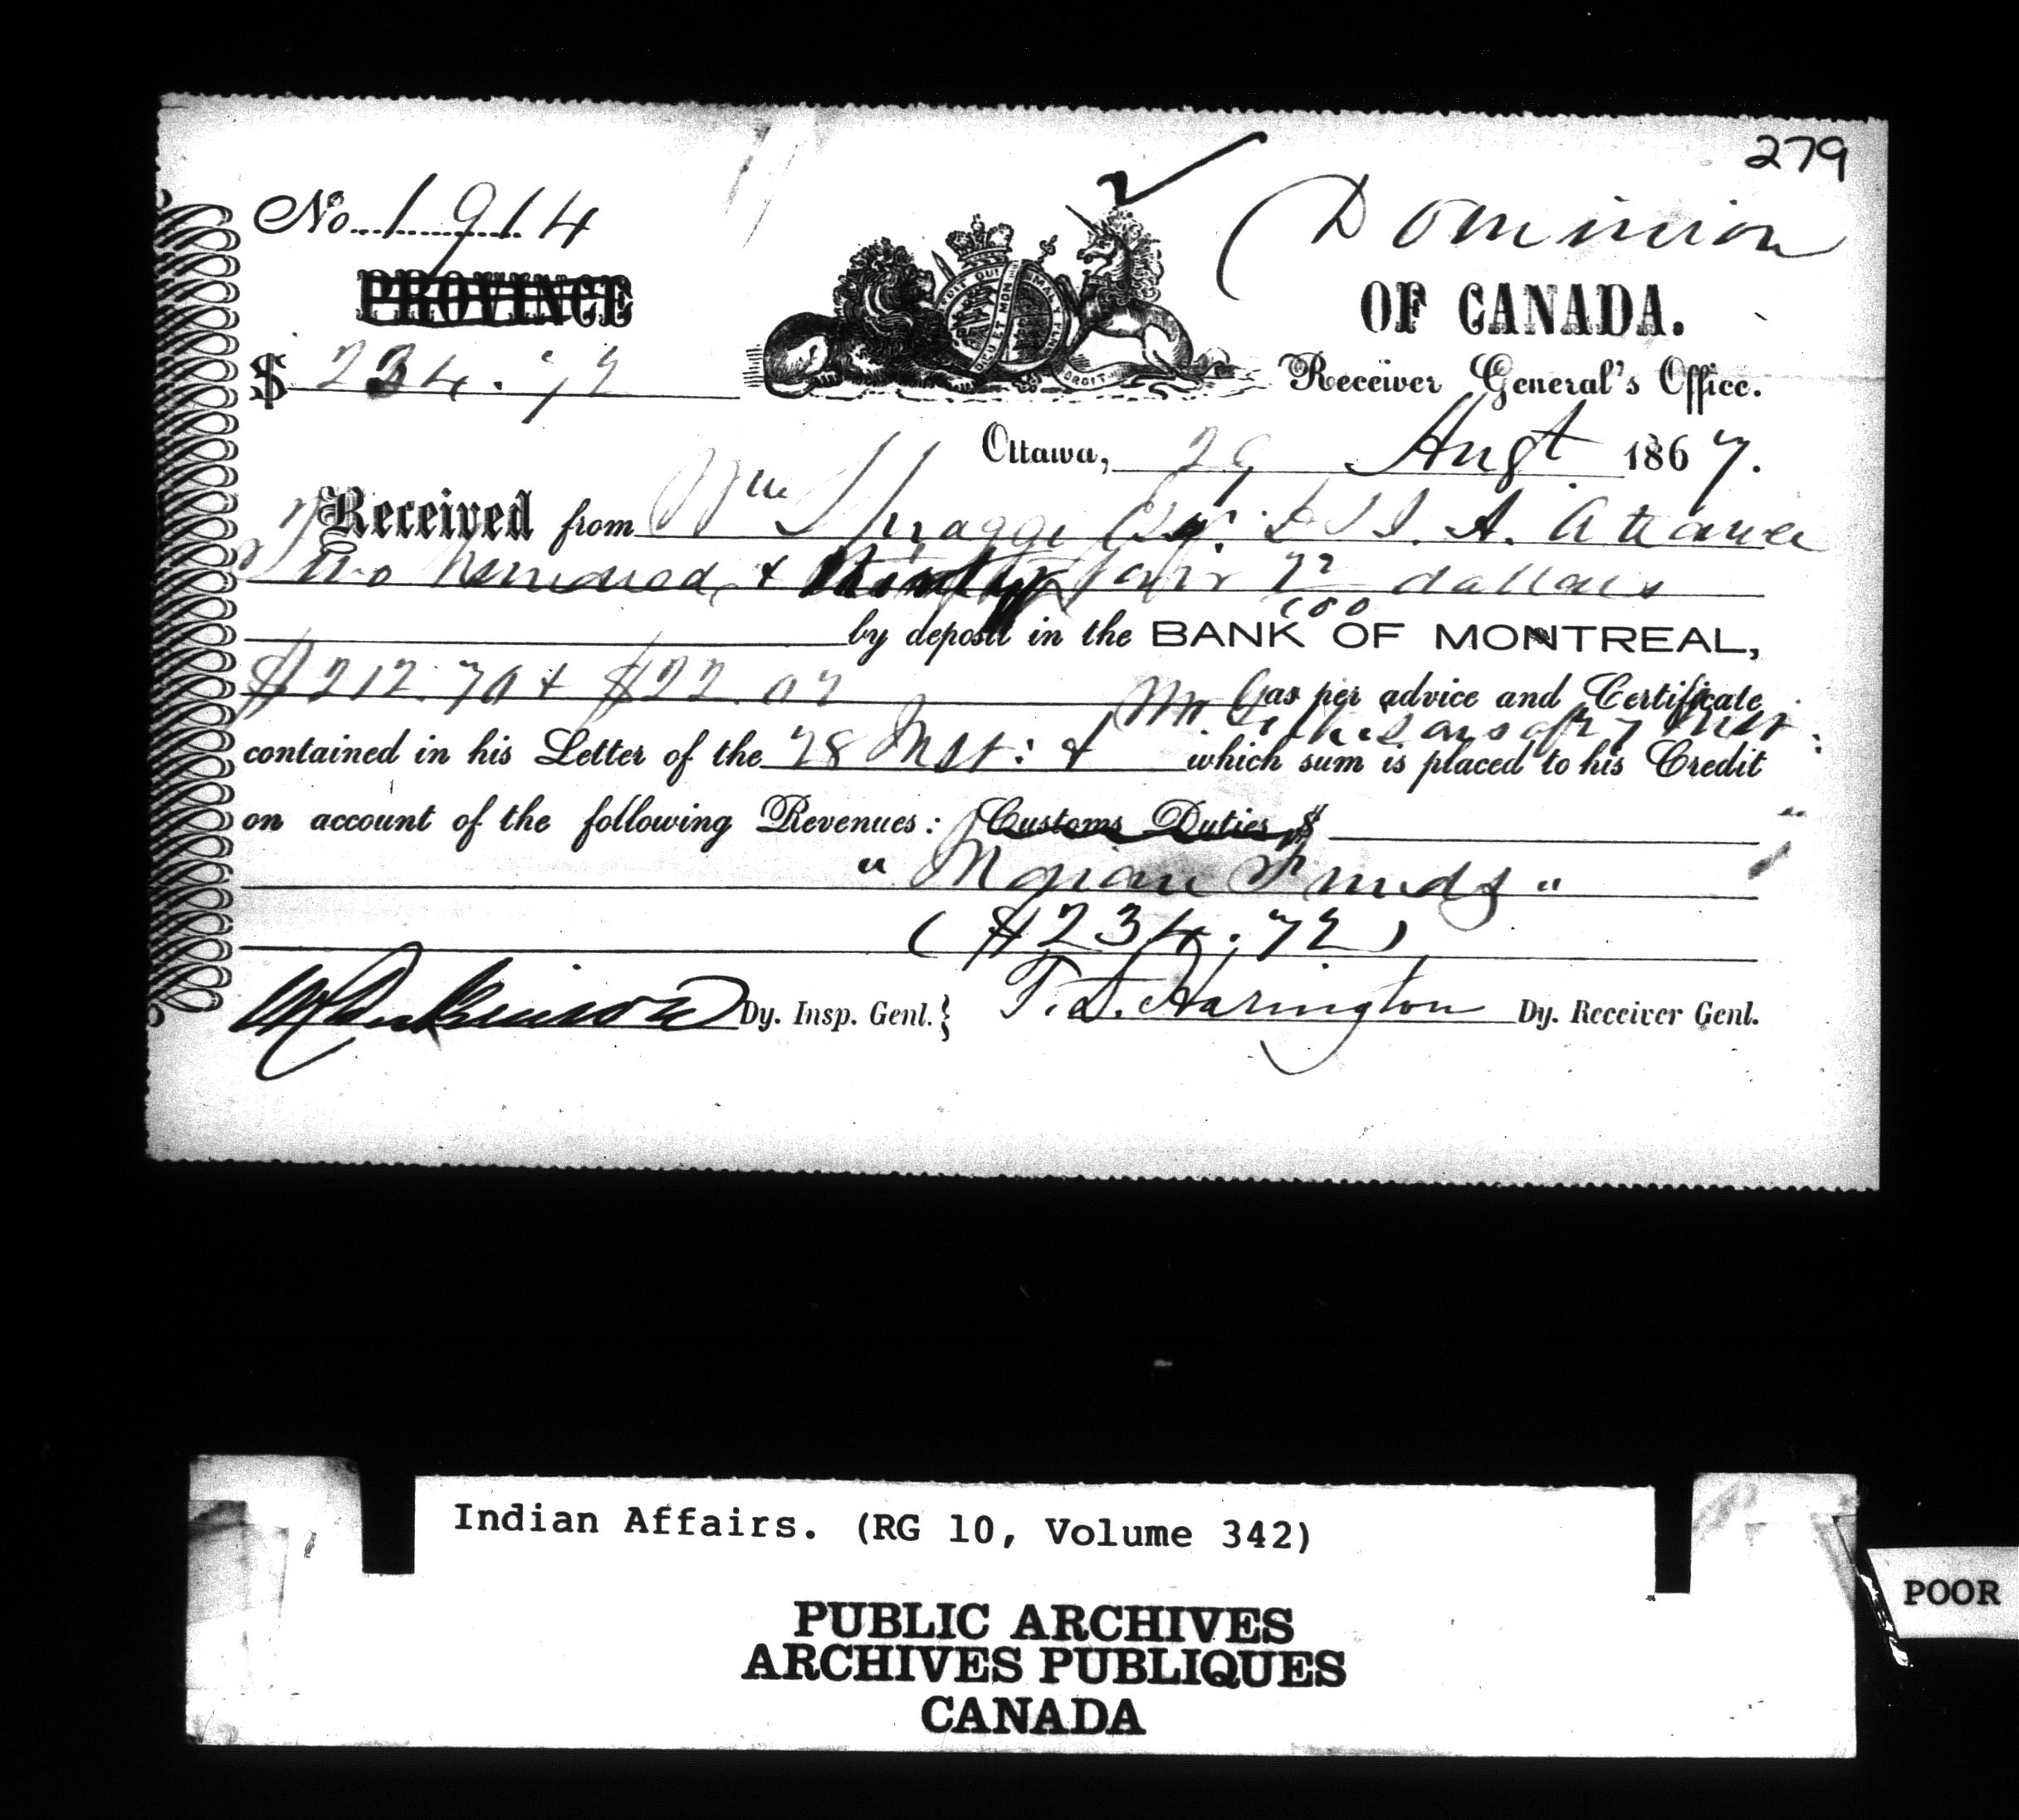 279
No. 1914
Dominion
PROVINCE
OF CANADA.
$ 234.72
Receiver General's Office.
Ottawa, 29 Augt 1867.
Received from Wm Spragge Esq. D S I. A. Ottawa
Two hundred & Thirty four 72/100 dollars
by deposit in the BANK OF MONTREAL,
$212.70 & $22.02 as per advice and Certificate
contained in his Letter of the 28 Inst: & Mr
which sum is placed to his Credit
on account of the following Revenues: Customs Duties $
"Indian Funds"
($234.72)
Dy. Insp. Genl. } T. D. Harington Dy. Receiver Genl.
Indian Affairs. (RG 10, Volume 342)
PUBLIC ARCHIVES
ARCHIVES PUBLIQUES
CANADA
POOR